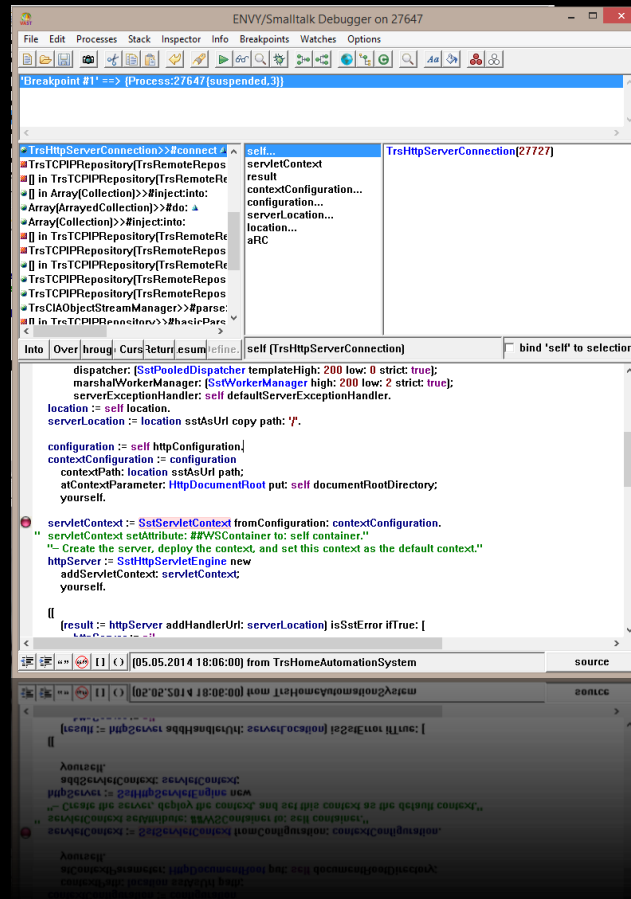 ENVY/Smalltalk Debugger on 27647
File Edit Processes Stack Inspector Info Breakpoints Watches Options
'Breakpoint #1' ==> {Process:27647{suspended,3}}
TrsHttpServerConnection>>#connect
TrsTCPIPRepository(TrsRemoteRepos
[] in TrsTCPIPRepository(TrsRemoteRe
[] in Array(Collection)>>#inject:into:
Array(ArrayedCollection)>>#do:
Array(Collection)>>#inject:into:
[] in TrsTCPIPRepository(TrsRemoteRe
TrsTCPIPRepository(TrsRemoteRepos
[] in TrsTCPIPRepository(TrsRemoteRe
TrsTCPIPRepository(TrsRemoteRepos
TrsTCPIPRepository(TrsRemoteRepos
TrsCIAObjectStreamManager>>#parse:
[] in TrsTCPIPRepository>>#basicPars
self...
servletContext
result
contextConfiguration...
configuration...
serverLocation...
location...
aRC
TrsHttpServerConnection(27727)
Into Over hroug Curs Return esum efine. self (TrsHttpServerConnection) bind 'self' to selection
dispatcher: (SstPooledDispatcher templateHigh: 200 low: 0 strict: true);
marshalWorkerManager: (SstWorkerManager high: 200 low: 2 strict: true);
serverExceptionHandler: self defaultServerExceptionHandler.
location := self location.
serverLocation := location sstAsUrl copy path: '/'.
configuration := self httpConfiguration.
contextConfiguration := configuration
contextPath: location sstAsUrl path;
atContextParameter: HttpDocumentRoot put: self documentRootDirectory;
yourself.
servletContext := SstServletContext fromConfiguration: contextConfiguration.
" servletContext setAttribute: ##WSContainer to: self container."
"-- Create the server, deploy the context, and set this context as the default context."
httpServer := SstHttpServletEngine new
addServletContext: servletContext;
yourself.
[[
(result := httpServer addHandlerUrl: serverLocation) isSstError ifTrue: [
(05.05.2014 18:06:00) from TrsHomeAutomationSystem source